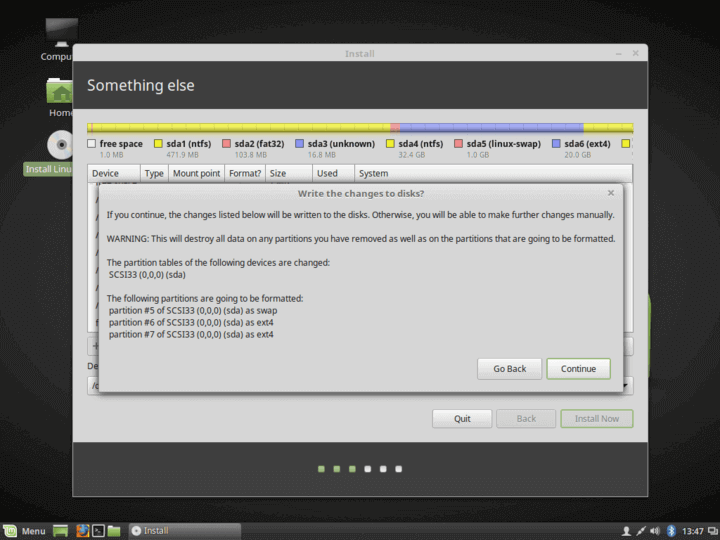 Install
Something else
free space
1.0 MB
sda1 (ntfs)
471.9 MB
sda2 (fat32)
103.8 MB
sda3 (unknown)
16.8 MB
sda4 (ntfs)
32.4 GB
sda5 (linux-swap)
1.0 GB
sda6 (ext4)
20.0 GB
Device Type Mount point Format? Size Used System
Write the changes to disks?
If you continue, the changes listed below will be written to the disks. Otherwise, you will be able to make further changes manually.
WARNING: This will destroy all data on any partitions you have removed as well as on the partitions that are going to be formatted.
The partition tables of the following devices are changed:
SCSI33 (0,0,0) (sda)
The following partitions are going to be formatted:
partition #5 of SCSI33 (0,0,0) (sda) as swap
partition #6 of SCSI33 (0,0,0) (sda) as ext4
partition #7 of SCSI33 (0,0,0) (sda) as ext4
Go Back Continue
De
Quit Back Install Now
Compu
Home
Install Linu
Menu Install 13:47